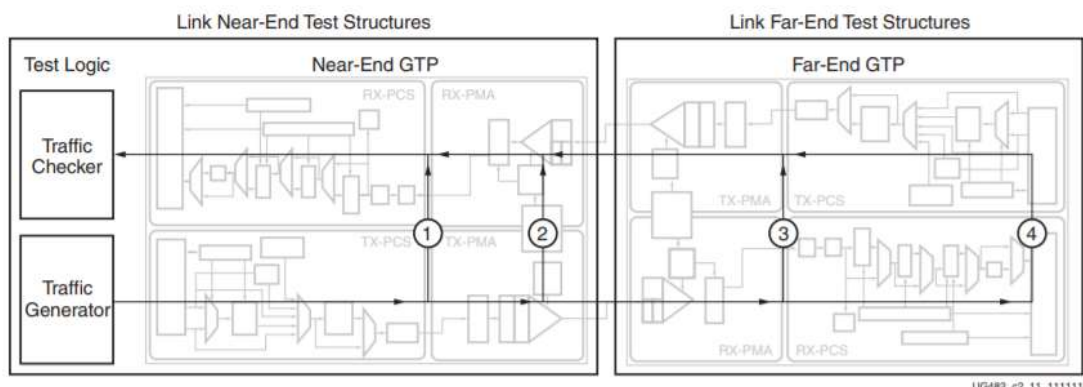 Link Near-End Test Structures
Link Far-End Test Structures
Test Logic
Near-End GTP
Far-End GTP
RX-PCS
RX-PMA
Traffic
Checker
TX-PMA
TX-PCS
1
2
3
4
TX-PCS
TX-PMA
Traffic
Generator
RX-PMA
RX-PCS
UG482_c2_11_111111